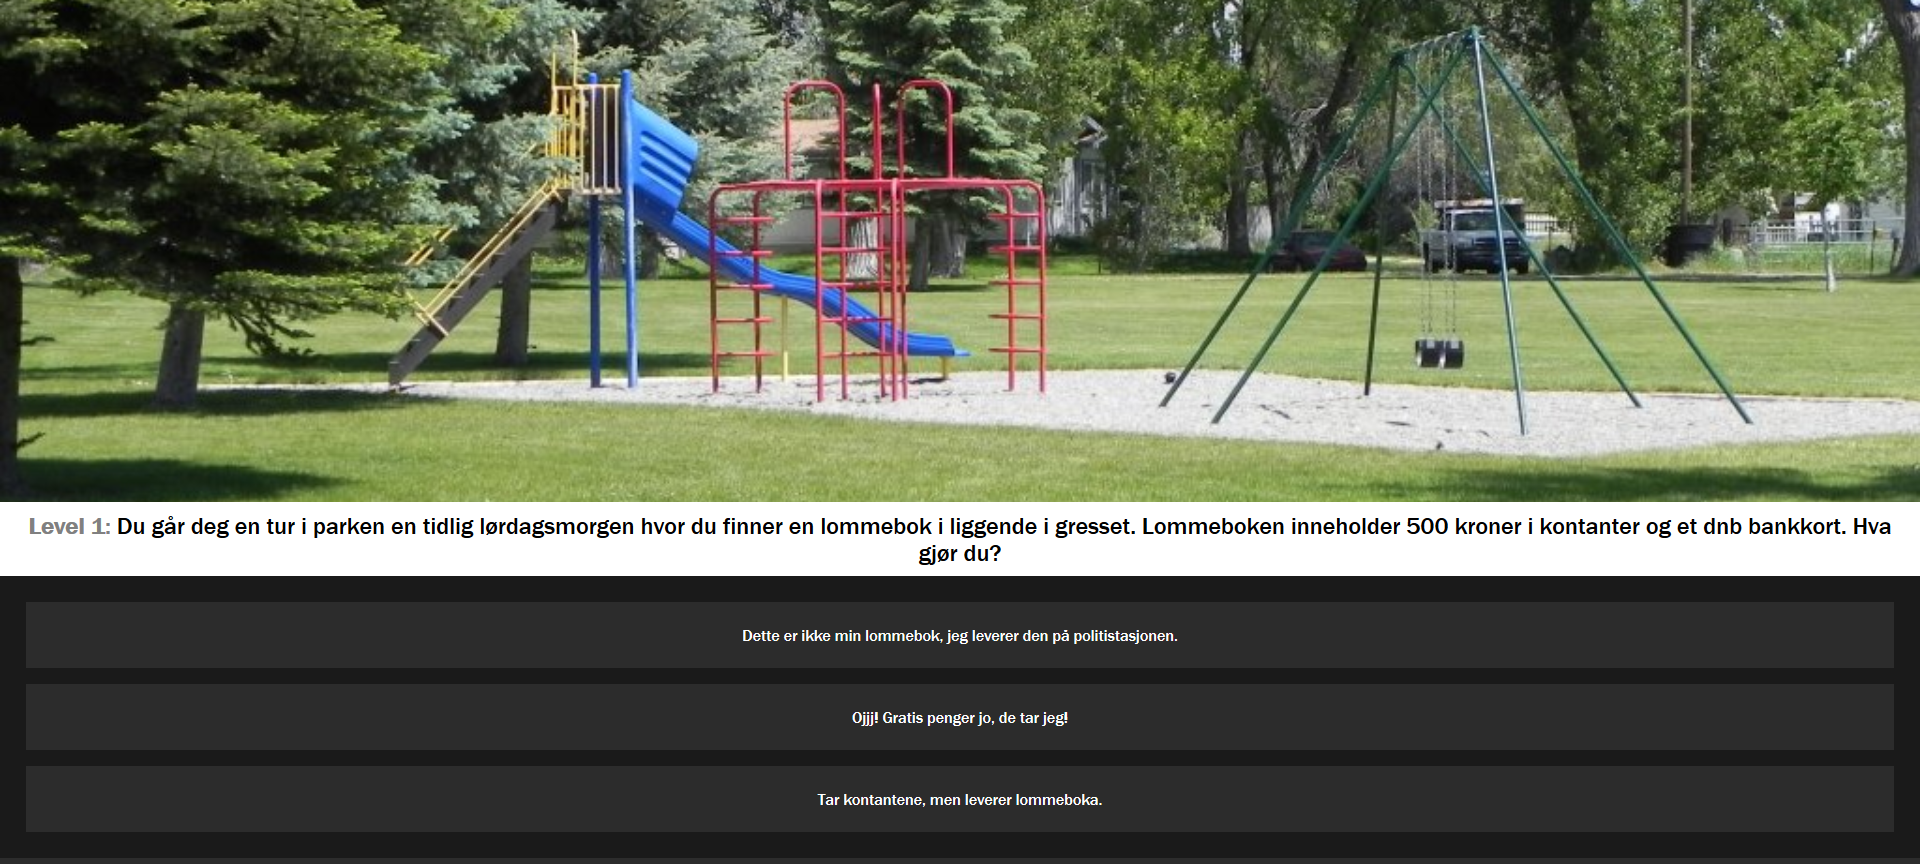 Level 1: Du går deg en tur i parken en tidlig lørdagsmorgen hvor du finner en lommebok i liggende i gresset. Lommeboken inneholder 500 kroner i kontanter og et dnb bankkort. Hva
gjør du?
Dette er ikke min lommebok, jeg leverer den på politistasjonen.
Ojjj! Gratis penger jo, de tar jeg!
Tar kontantene, men leverer lommeboka.